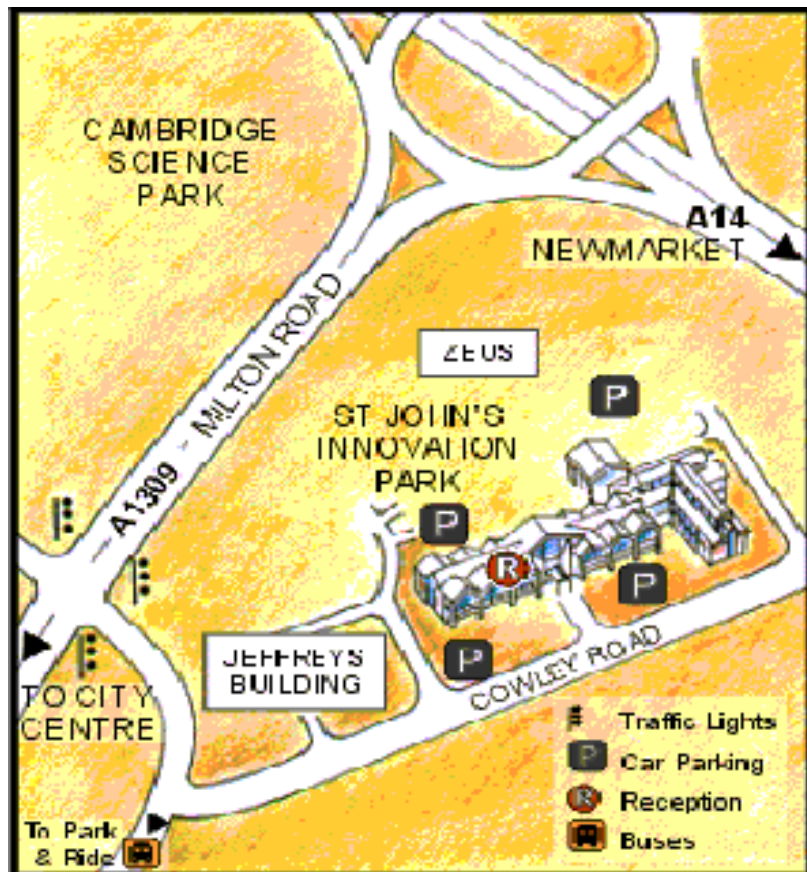 CAMBRIDGE
SCIENCE
PARK
A14
NEWMARKET
A1309 - MILTON ROAD
ZEUS
P
ST JOHN'S
INNOVATION
PARK
P
R
P
P
JEFFREYS
BUILDING
COWLEY ROAD
TO CITY
CENTRE
Traffic Lights
P Car Parking
R Reception
Buses
To Park
& Ride